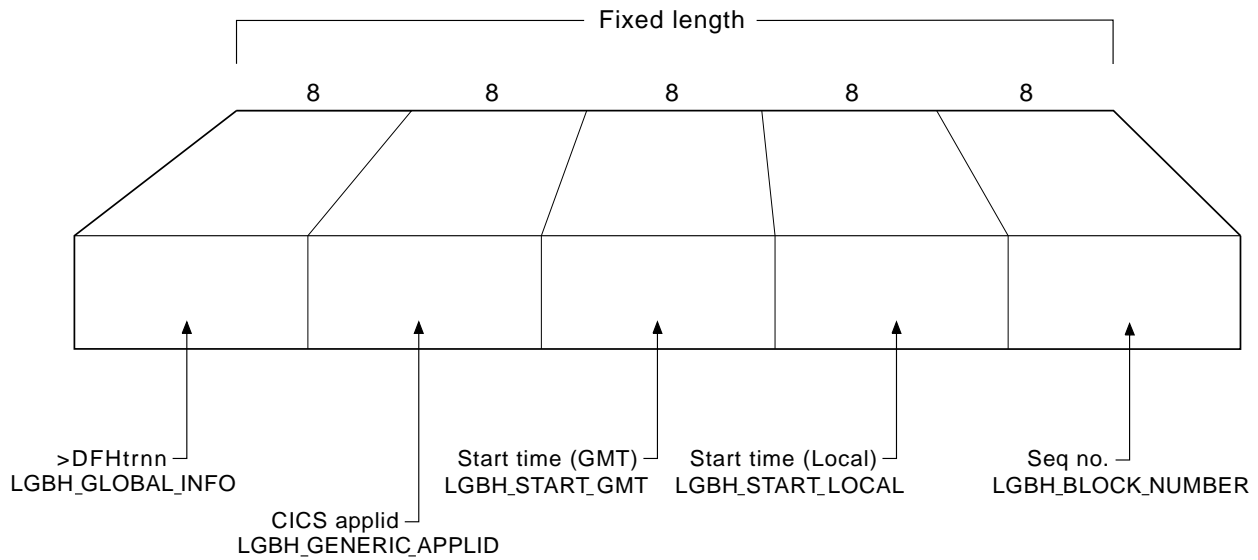 Fixed length
8 8 8 8 8
>DFHtrnn
LGBH_GLOBAL_INFO
CICS applid
LGBH_GENERIC_APPLID
Start time (GMT)
LGBH_START_GMT
Start time (Local)
LGBH_START_LOCAL
Seq no.
LGBH_BLOCK_NUMBER